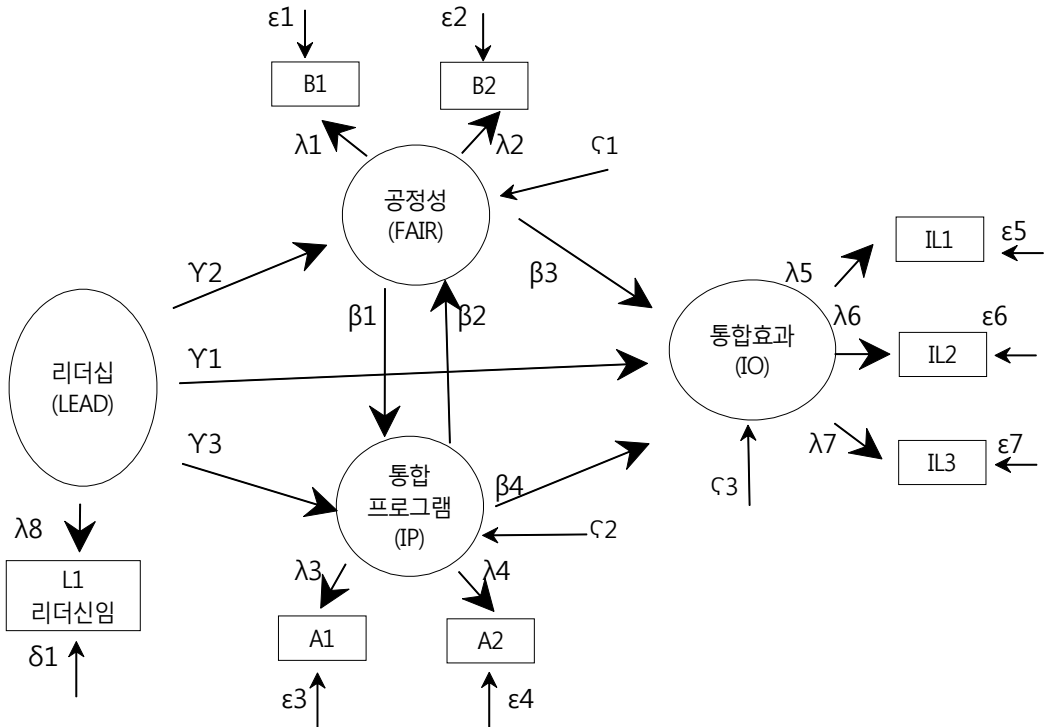 ε1
ε2
B1
B2
λ1
λ2
ς1
공정성
(FAIR)
IL1
ε5
ϒ2
β3
λ5
β1
β2
λ6
ε6
통합효과
(IO)
IL2
ϒ1
리더십
(LEAD)
ϒ3
λ7
IL3
ε7
통합
프로그램
(IP)
β4
ς3
ς2
λ8
λ3
λ4
L1
리더신임
A1
A2
δ1
ε3
ε4